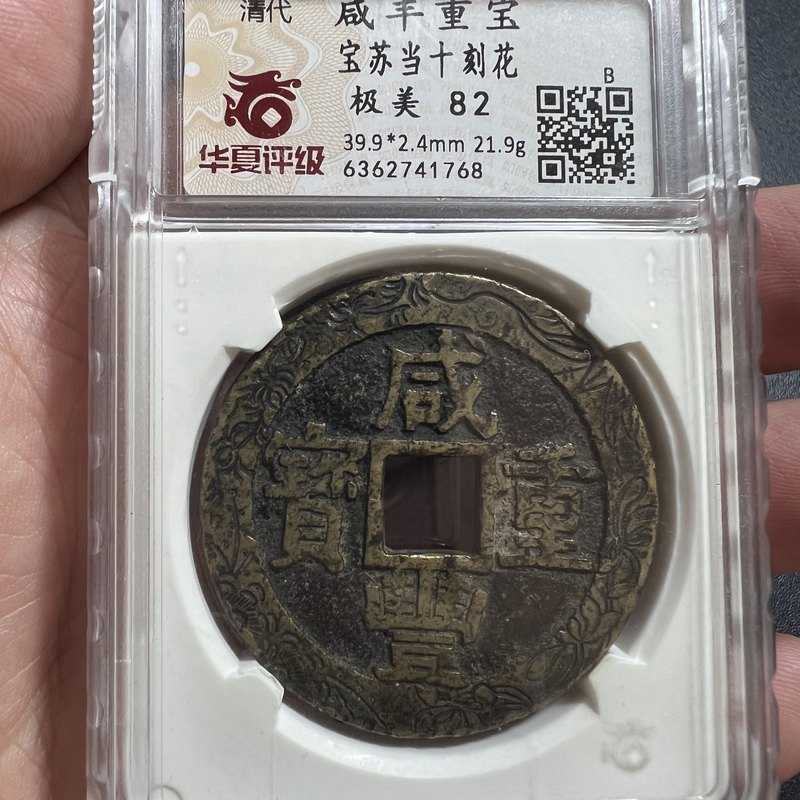 清代
咸丰重宝
宝苏当十刻花
极美 82
B
39.9*2.4mm 21.9g
6362741768
华夏评级
咸
寶 重
豐